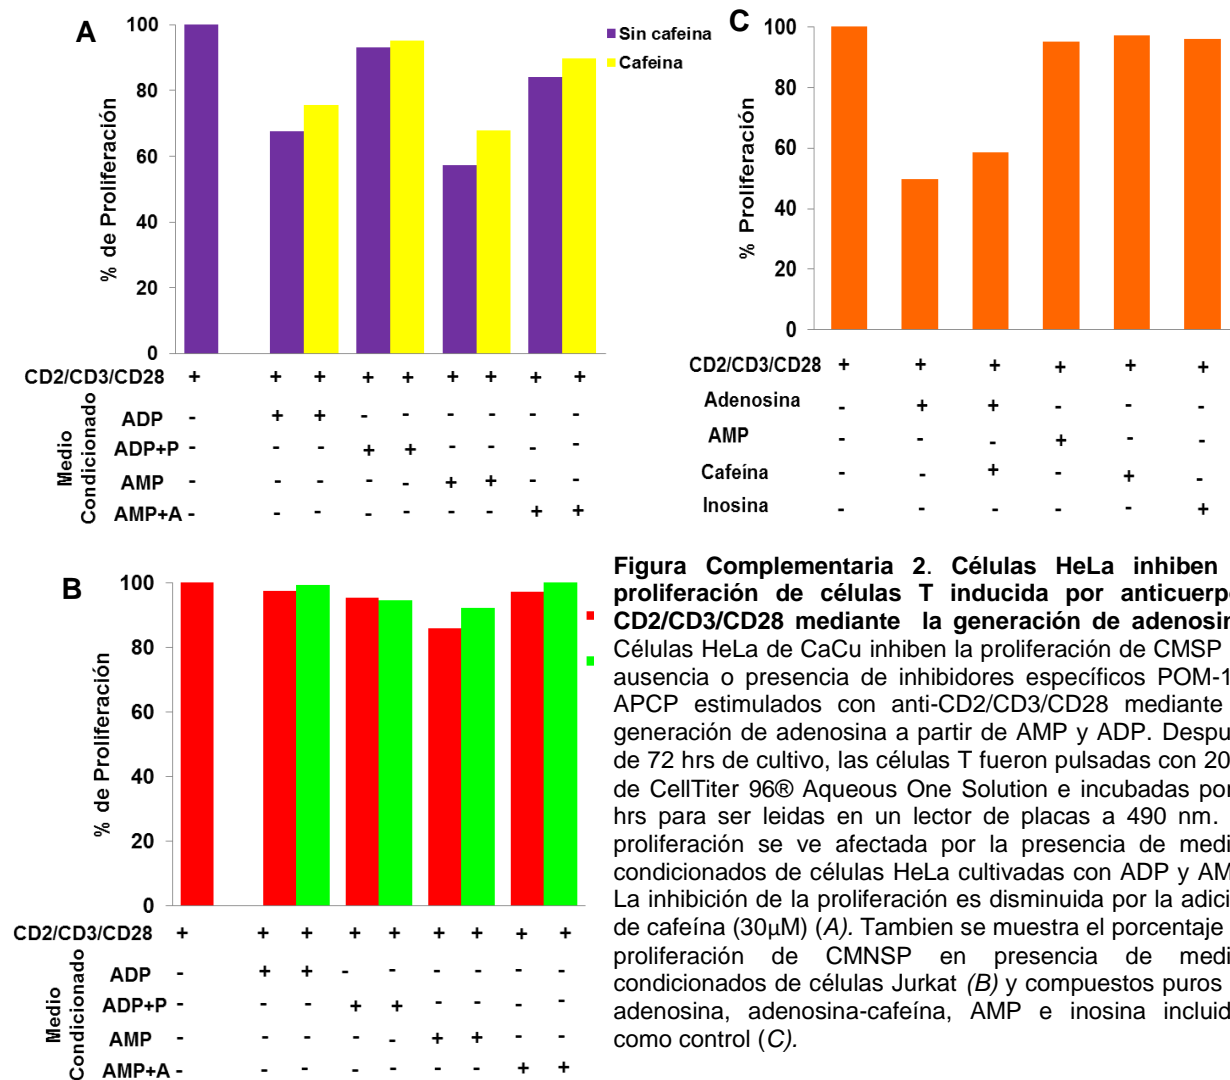 A
100
80
60
40
20
0
% de Proliferación
Sin cafeina
Cafeina
CD2/CD3/CD28 + + + + + + + + +
Medio Condicionado
ADP - + + - - - - - -
ADP+P - - - + + - - - -
AMP - - - - - + + - -
AMP+A - - - - - - - + +
C
100
80
60
40
20
0
% Proliferación
CD2/CD3/CD28 + + + + + +
Adenosina - + + - - -
AMP - - - + - -
Cafeína - - + - + -
Inosina - - - - - +
B
100
80
60
40
20
0
% de Proliferación
CD2/CD3/CD28 + + + + + + + + +
Medio Condicionado
ADP - + + - - - - - -
ADP+P - - - + + - - - -
AMP - - - - - + + - -
AMP+A - - - - - - - + +
Figura Complementaria 2. Células HeLa inhiben
proliferación de células T inducida por anticuerp
CD2/CD3/CD28 mediante la generación de adenosin
Células HeLa de CaCu inhiben la proliferación de CMSP
ausencia o presencia de inhibidores específicos POM-1
APCP estimulados con anti-CD2/CD3/CD28 mediante
generación de adenosina a partir de AMP y ADP. Despu
de 72 hrs de cultivo, las células T fueron pulsadas con 20
de CellTiter 96® Aqueous One Solution e incubadas por
hrs para ser leidas en un lector de placas a 490 nm.
proliferación se ve afectada por la presencia de medi
condicionados de células HeLa cultivadas con ADP y AM
La inhibición de la proliferación es disminuida por la adici
de cafeína (30µM) (A). Tambien se muestra el porcentaje
proliferación de CMNSP en presencia de medi
condicionados de células Jurkat (B) y compuestos puros
adenosina, adenosina-cafeína, AMP e inosina includ
como control (C).